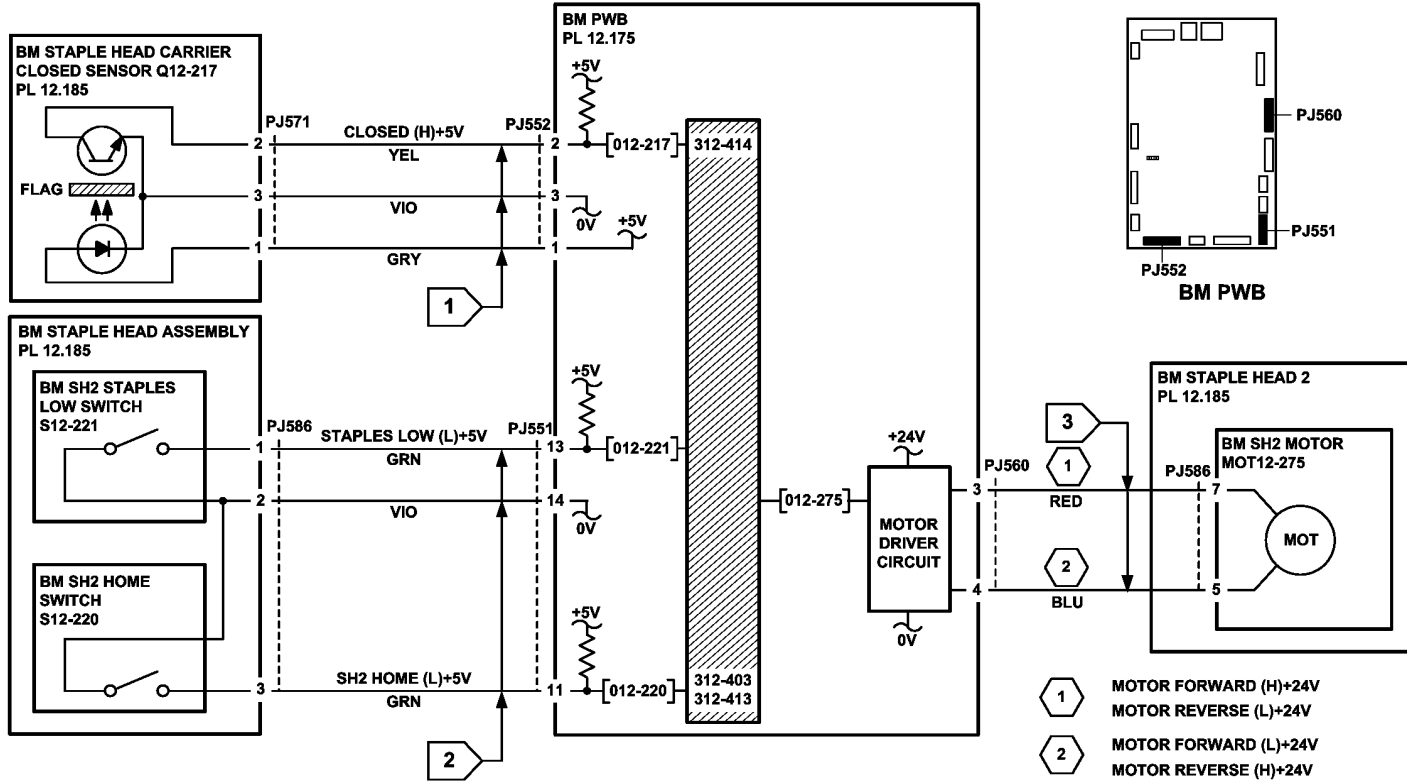 BM STAPLE HEAD CARRIER
CLOSED SENSOR Q12-217
PL 12.185
FLAG
2
3
1
PJ571
CLOSED (H)+5V
YEL
VIO
GRY
PJ552
2
3
1
1
BM PWB
PL 12.175
+5V
[012-217]
312-414
0V
+5V
BM STAPLE HEAD ASSEMBLY
PL 12.185
BM SH2 STAPLES
LOW SWITCH
S12-221
BM SH2 HOME
SWITCH
S12-220
1
2
3
PJ586
STAPLES LOW (L)+5V
GRN
VIO
SH2 HOME (L)+5V
GRN
PJ551
13
14
11
2
+5V
[012-221]
0V
+5V
[012-220]
312-403
312-413
[012-275]
+24V
MOTOR
DRIVER
CIRCUIT
0V
3
4
PJ560
1
RED
2
BLU
3
PJ586
7
5
BM STAPLE HEAD 2
PL 12.185
BM SH2 MOTOR
MOT12-275
MOT
PJ560
PJ551
PJ552
BM PWB
1
MOTOR FORWARD (H)+24V
MOTOR REVERSE (L)+24V
2
MOTOR FORWARD (L)+24V
MOTOR REVERSE (H)+24V